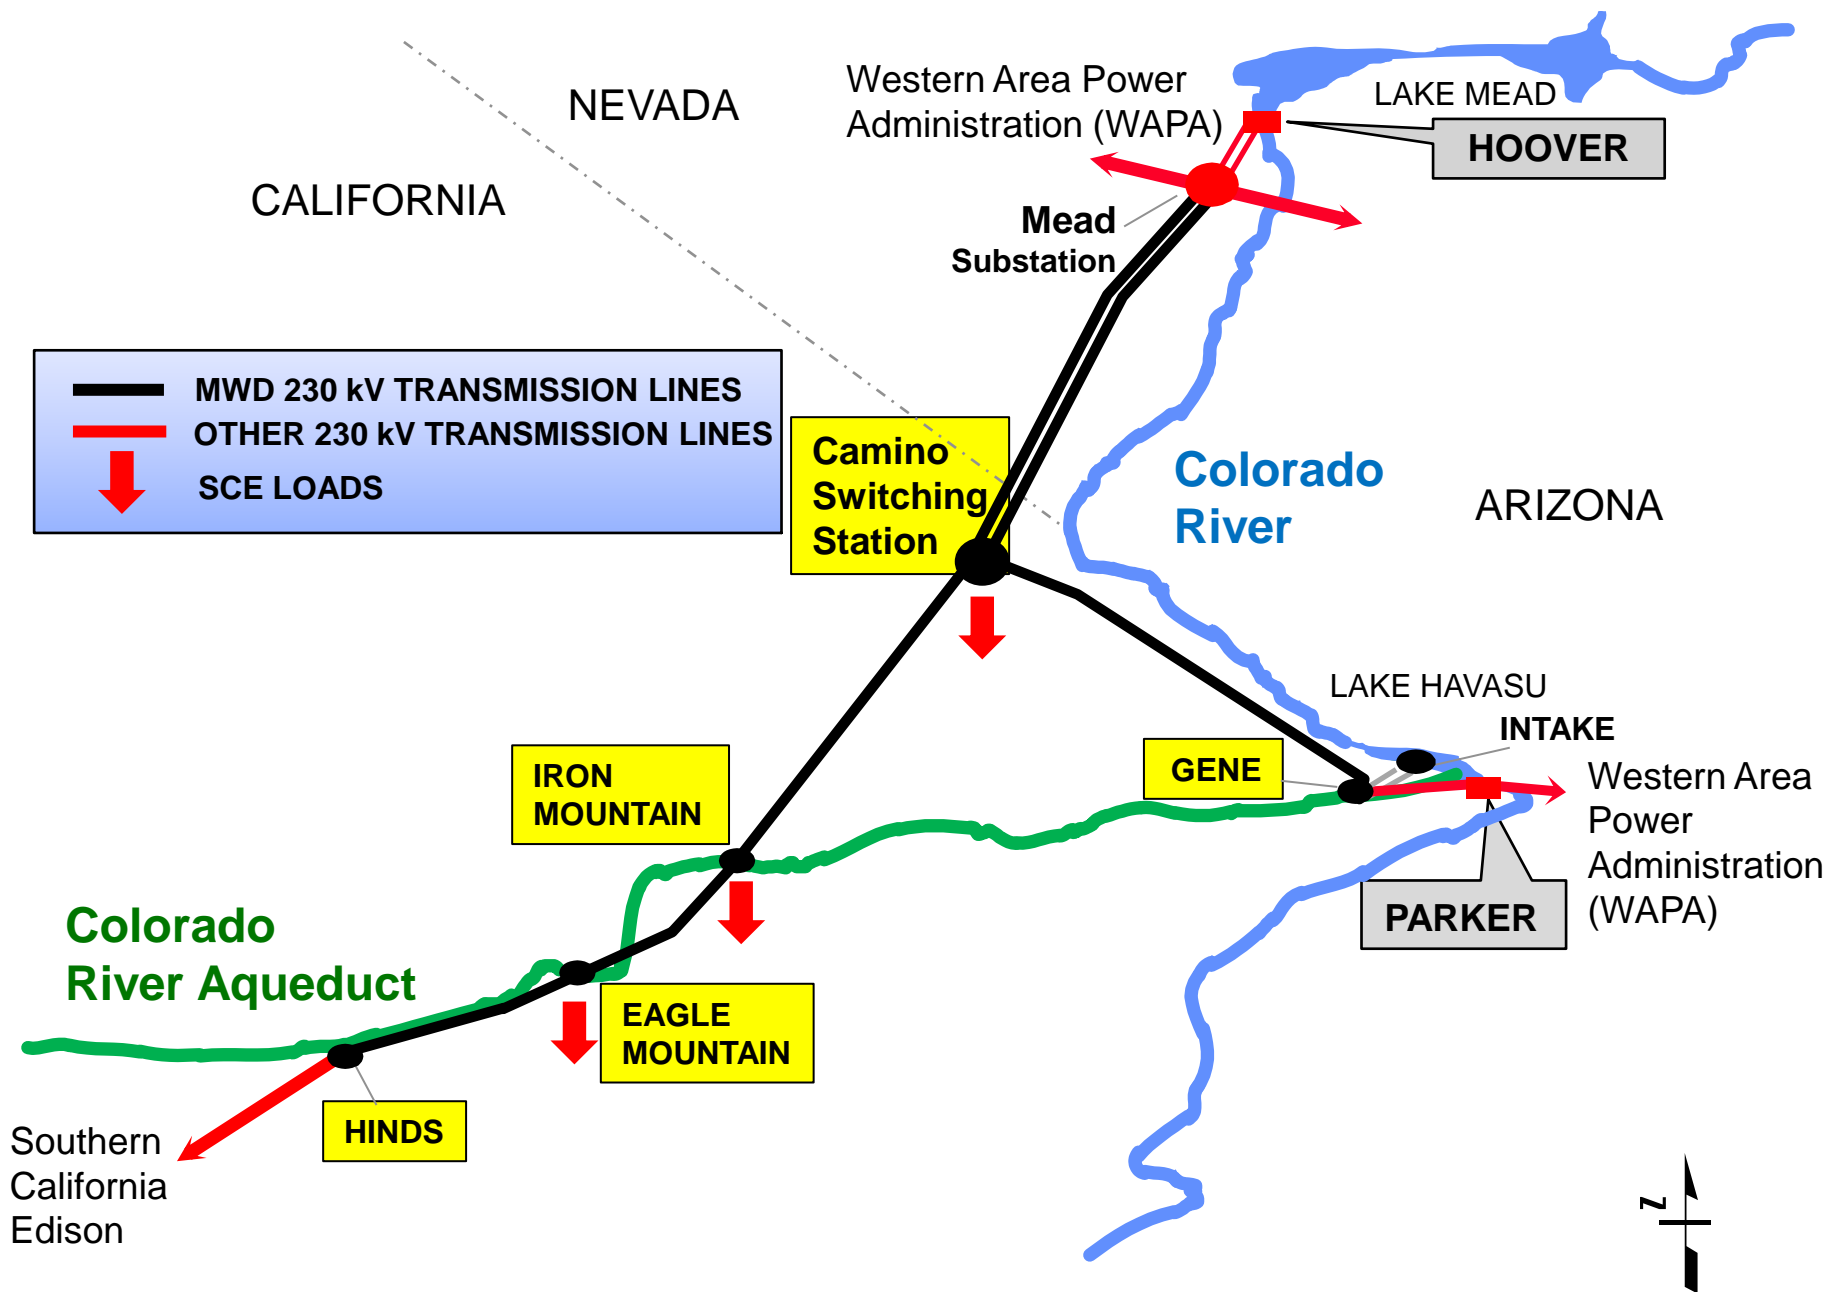 NEVADA
CALIFORNIA
Western Area Power
Administration (WAPA)
LAKE MEAD
HOOVER
Mead
Substation
MWD 230 kV TRANSMISSION LINES
OTHER 230 kV TRANSMISSION LINES
SCE LOADS
Camino
Switching
Station
Colorado
River
ARIZONA
LAKE HAVASU
INTAKE
GENE
IRON
MOUNTAIN
Western Area
Power
Administration
(WAPA)
PARKER
Colorado
River Aqueduct
EAGLE
MOUNTAIN
HINDS
Southern
California
Edison
N